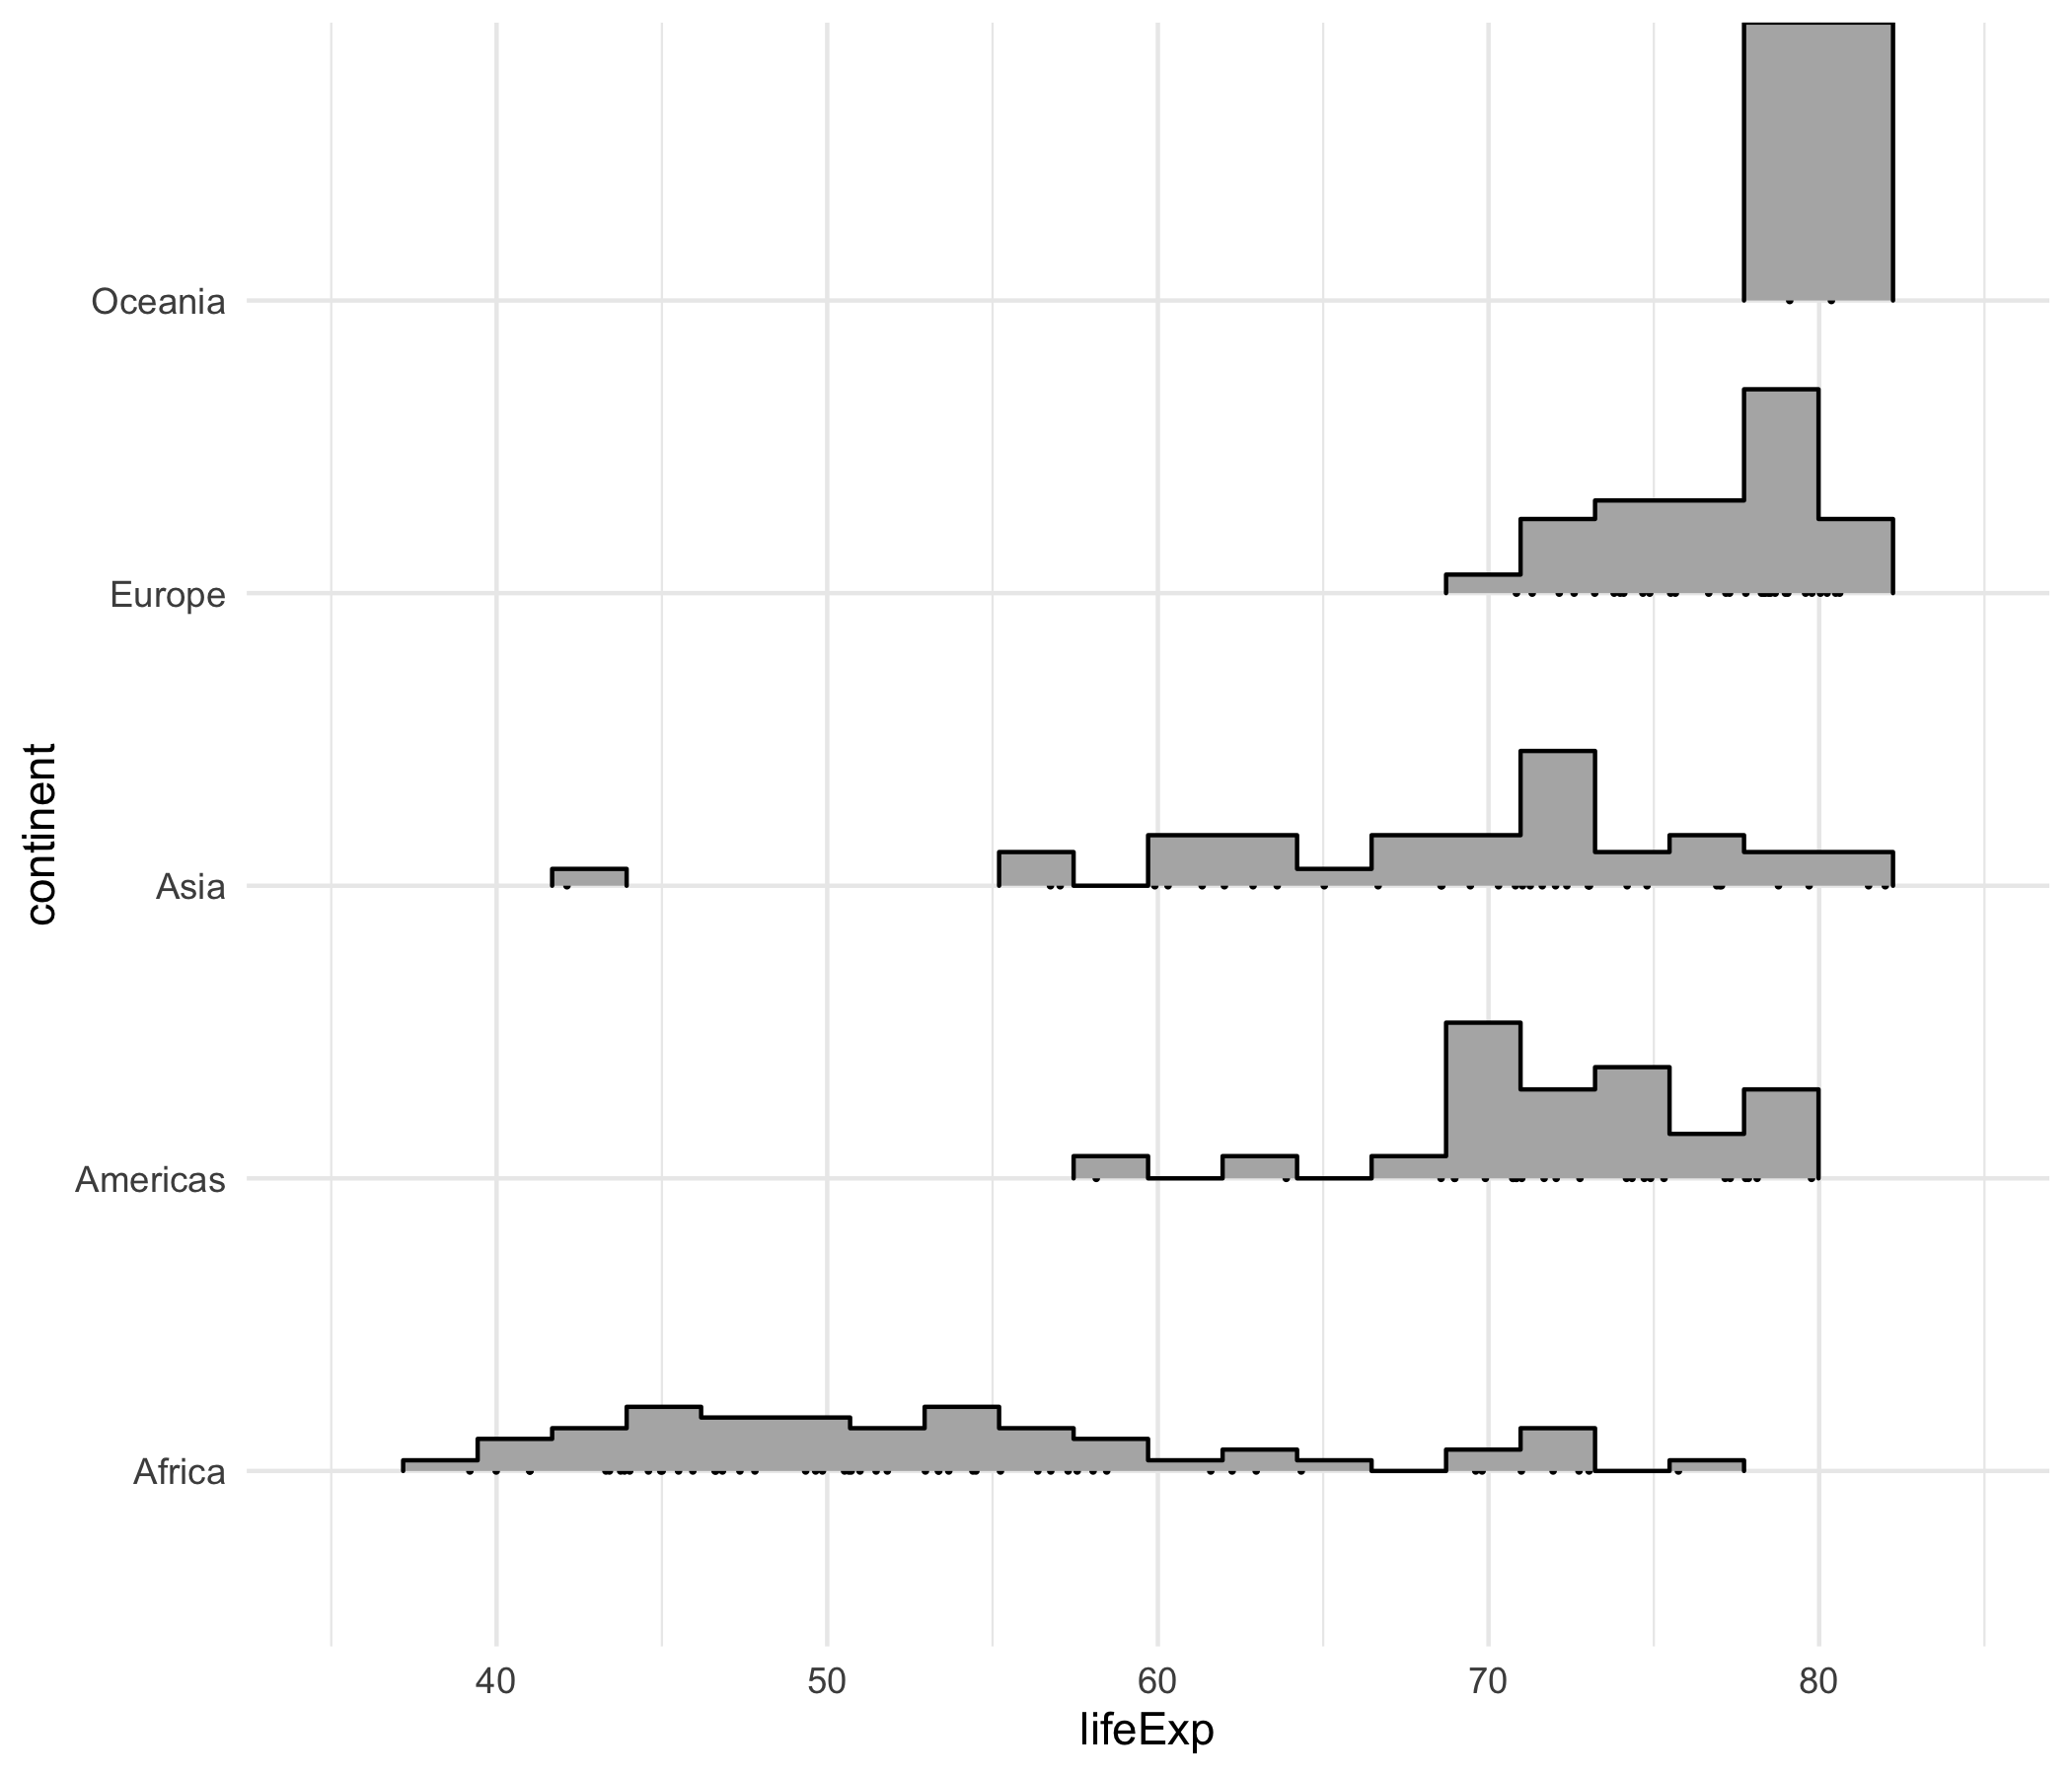 Oceania
Europe
Asia
Americas
Africa
continent
40 50 60 70 80
lifeExp